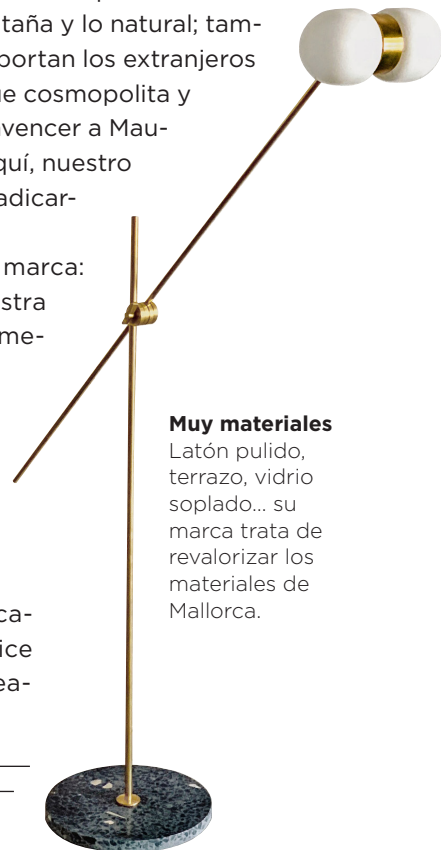 taña y lo natural; tam-
portan los extranjeros
e cosmopolita y
vencer a Mau-
quí, nuestro
adicar-
marca:
stra
me-
Muy materiales
Latón pulido,
terrazo, vidrio
soplado... su
marca trata de
revalorizar los
materiales de
Mallorca.
ca-
ice
ea-